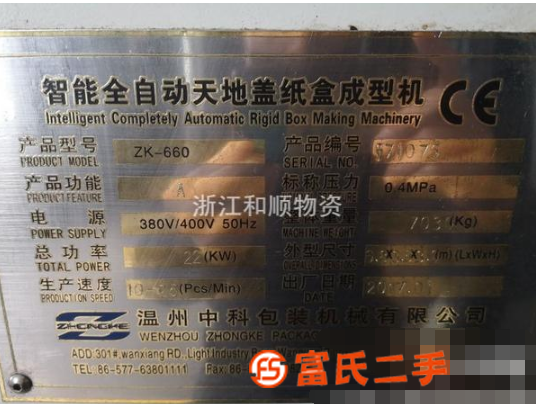 智能全自动天地盖纸盒成型机
Intelligent Completely Automatic Rigid Box Making Machinery
CE
产品型号 ZK-660 产品编号
PRODUCT MODEL SERIAL NO.
产品功能 A 标称压力 0.4MPa
PRODUCT FEATURE
浙江和顺物资
电 源 380V/400V 50Hz (Kg)
POWER SUPPLY MACHINE WEIGHT
总功率 22(KW) 外型尺寸 (m)(LxWxH)
TOTAL POWER
生产速度 (Pcs/Min) 出厂日期
PRODUCTION SPEED DATE
ZHONGKE
温州中科包装机械有限公司
WENZHOU ZHONGKE
ADD:301#,wanxiang RD.,Light Industry
TEL:86-577-63801111 Fax:86-
富氏二手